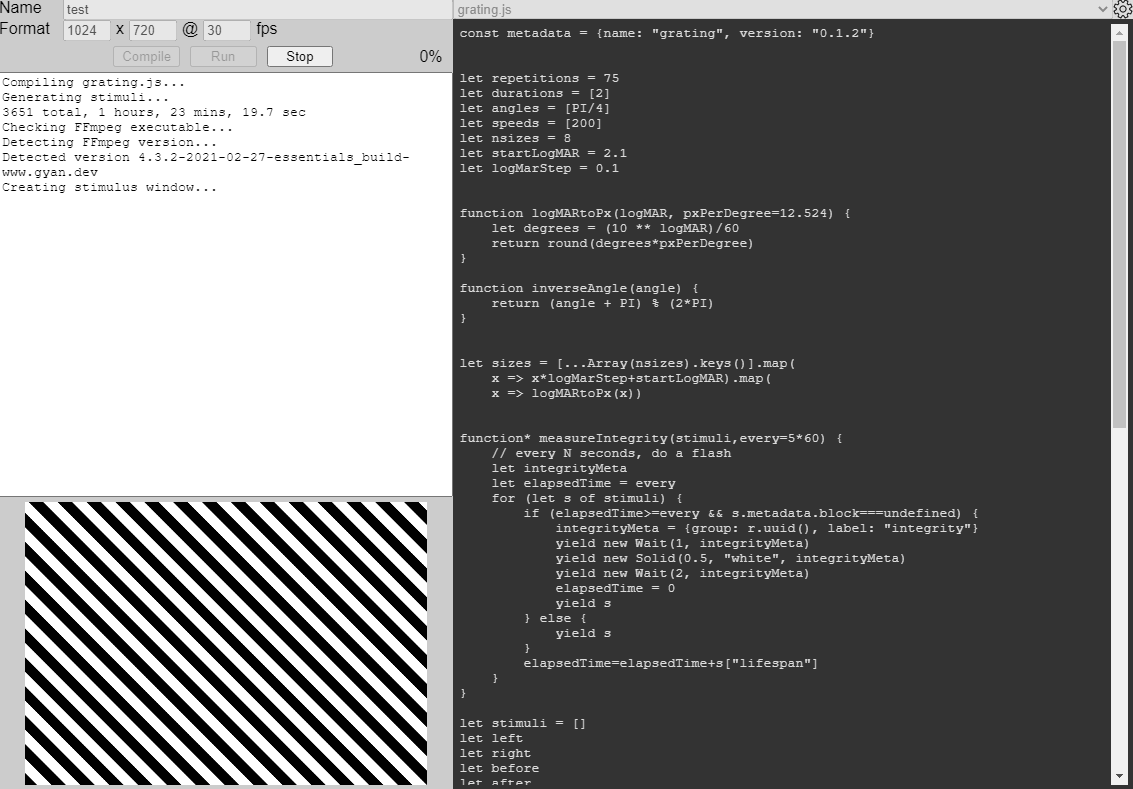 Name test
Format 1024 x 720 @ 30 fps
Compile Run Stop 0%
Compiling grating.js...
Generating stimuli...
3651 total, 1 hours, 23 mins, 19.7 sec
Checking FFmpeg executable...
Detecting FFmpeg version...
Detected version 4.3.2-2021-02-27-essentials_build-
www.gyan.dev
Creating stimulus window...
grating.js
const metadata = {name: "grating", version: "0.1.2"}
let repetitions = 75
let durations = [2]
let angles = [PI/4]
let speeds = [200]
let nsizes = 8
let startLogMAR = 2.1
let logMarStep = 0.1
function logMARtoPx(logMAR, pxPerDegree=12.524) {
    let degrees = (10 ** logMAR)/60
    return round(degrees*pxPerDegree)
}
function inverseAngle(angle) {
    return (angle + PI) % (2*PI)
}
let sizes = [...Array(nsizes).keys()].map(
    x => x*logMarStep+startLogMAR).map(
    x => logMARtoPx(x))
function* measureIntegrity(stimuli,every=5*60) {
    // every N seconds, do a flash
    let integrityMeta
    let elapsedTime = every
    for (let s of stimuli) {
        if (elapsedTime>=every && s.metadata.block===undefined) {
            integrityMeta = {group: r.uuid(), label: "integrity"}
            yield new Wait(1, integrityMeta)
            yield new Solid(0.5, "white", integrityMeta)
            yield new Wait(2, integrityMeta)
            elapsedTime = 0
            yield s
        } else {
            yield s
        }
        elapsedTime=elapsedTime+s["lifespan"]
    }
}
let stimuli = []
let left
let right
let before
let after